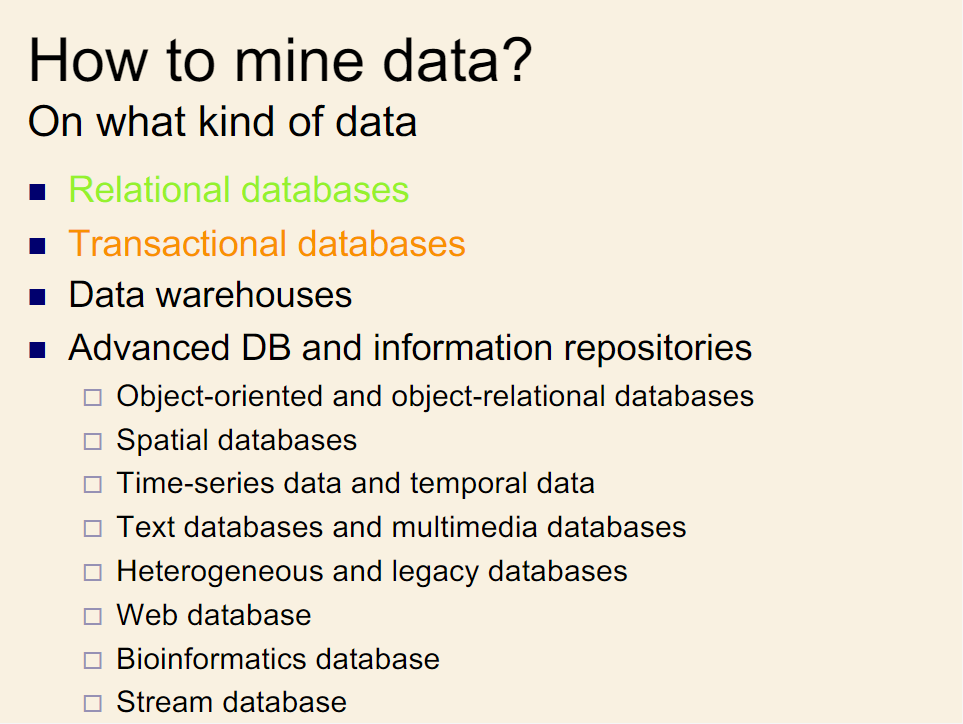 How to mine data?
On what kind of data
Relational databases
Transactional databases
Data warehouses
Advanced DB and information repositories
Object-oriented and object-relational databases
Spatial databases
Time-series data and temporal data
Text databases and multimedia databases
Heterogeneous and legacy databases
Web database
Bioinformatics database
Stream database